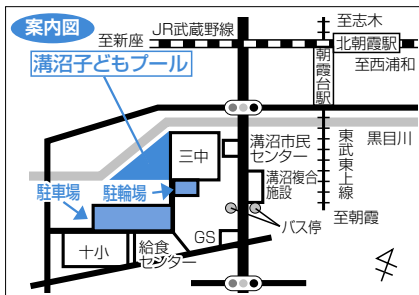 案内図
JR武蔵野線
至志木
至新座
北朝霞駅
至西浦和
朝霞台駅
溝沼子どもプール
三中
溝沼市民
センター
東武東上線
黒目川
駐車場
駐輪場
溝沼複合
施設
バス停
至朝霞
十小
給食
センター
GS